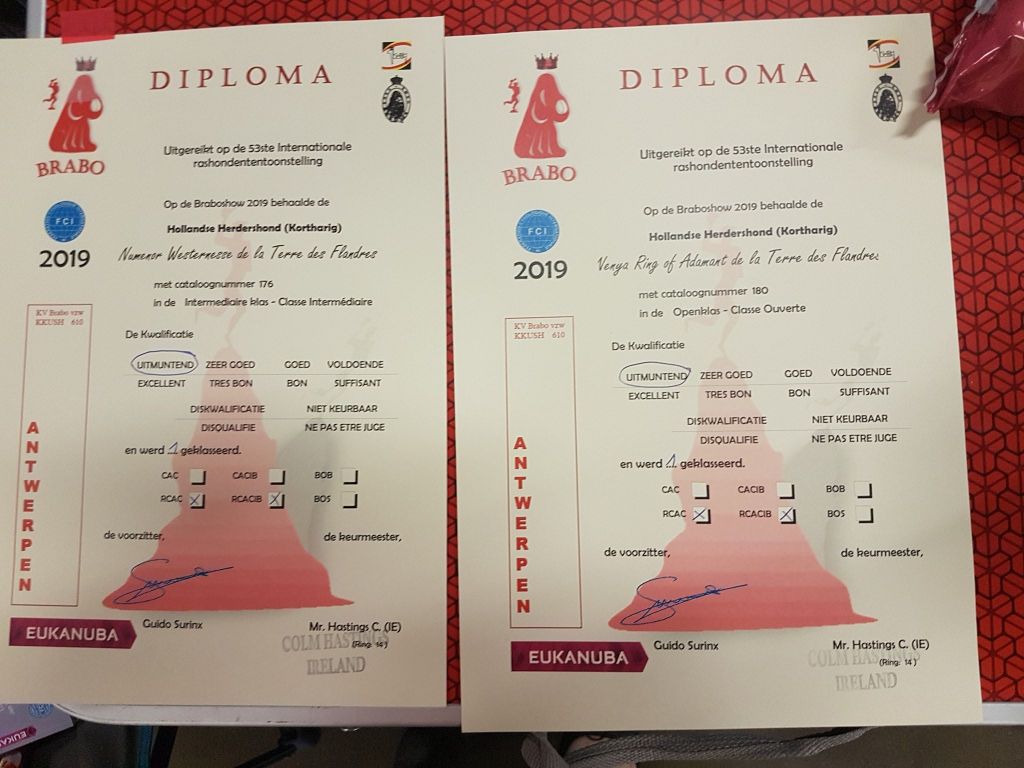 DIPLOMA
BRABO
Uitgereikt op de 53ste Internationale
rashondententoonstelling
FCI
2019
Op de Braboshow 2019 behaalde de
Hollandse Herdershond (Kortharig)
Numenor Westernesse de la Terre des Flandres
met cataloognummer 176
in de Intermediaire klas - Classe Intermédiaire
KV Brabo vzw
KKUSH 610
De Kwalificatie
UITMUNTEND ZEER GOED GOED VOLDOENDE
EXCELLENT TRES BON BON SUFFISANT
DISKWALIFICATIE NIET KEURBAAR
DISQUALIFIE NE PAS ETRE JUGE
ANTWERPEN
en werd 1 geklasseerd.
CAC CACIB BOB
RCAC X RCACIB X BOS
de voorzitter, de keurmeester,
EUKANUBA
Guido Surinx Mr. Hastings C. (IE)
COLM HASTINGS
(Ring: 14)
IRELAND
DIPLOMA
BRABO
Uitgereikt op de 53ste Internationale
rashondententoonstelling
FCI
2019
Op de Braboshow 2019 behaalde de
Hollandse Herdershond (Kortharig)
Venya Ring of Adamant de la Terre des Flandres
met cataloognummer 180
in de Openklas - Classe Ouverte
KV Brabo vzw
KKUSH 610
De Kwalificatie
UITMUNTEND ZEER GOED GOED VOLDOENDE
EXCELLENT TRES BON BON SUFFISANT
DISKWALIFICATIE NIET KEURBAAR
DISQUALIFIE NE PAS ETRE JUGE
ANTWERPEN
en werd 1 geklasseerd.
CAC CACIB BOB
RCAC X RCACIB X BOS
de voorzitter, de keurmeester,
EUKANUBA
Guido Surinx Mr. Hastings C. (IE)
COLM HASTINGS
(Ring: 14)
IRELAND